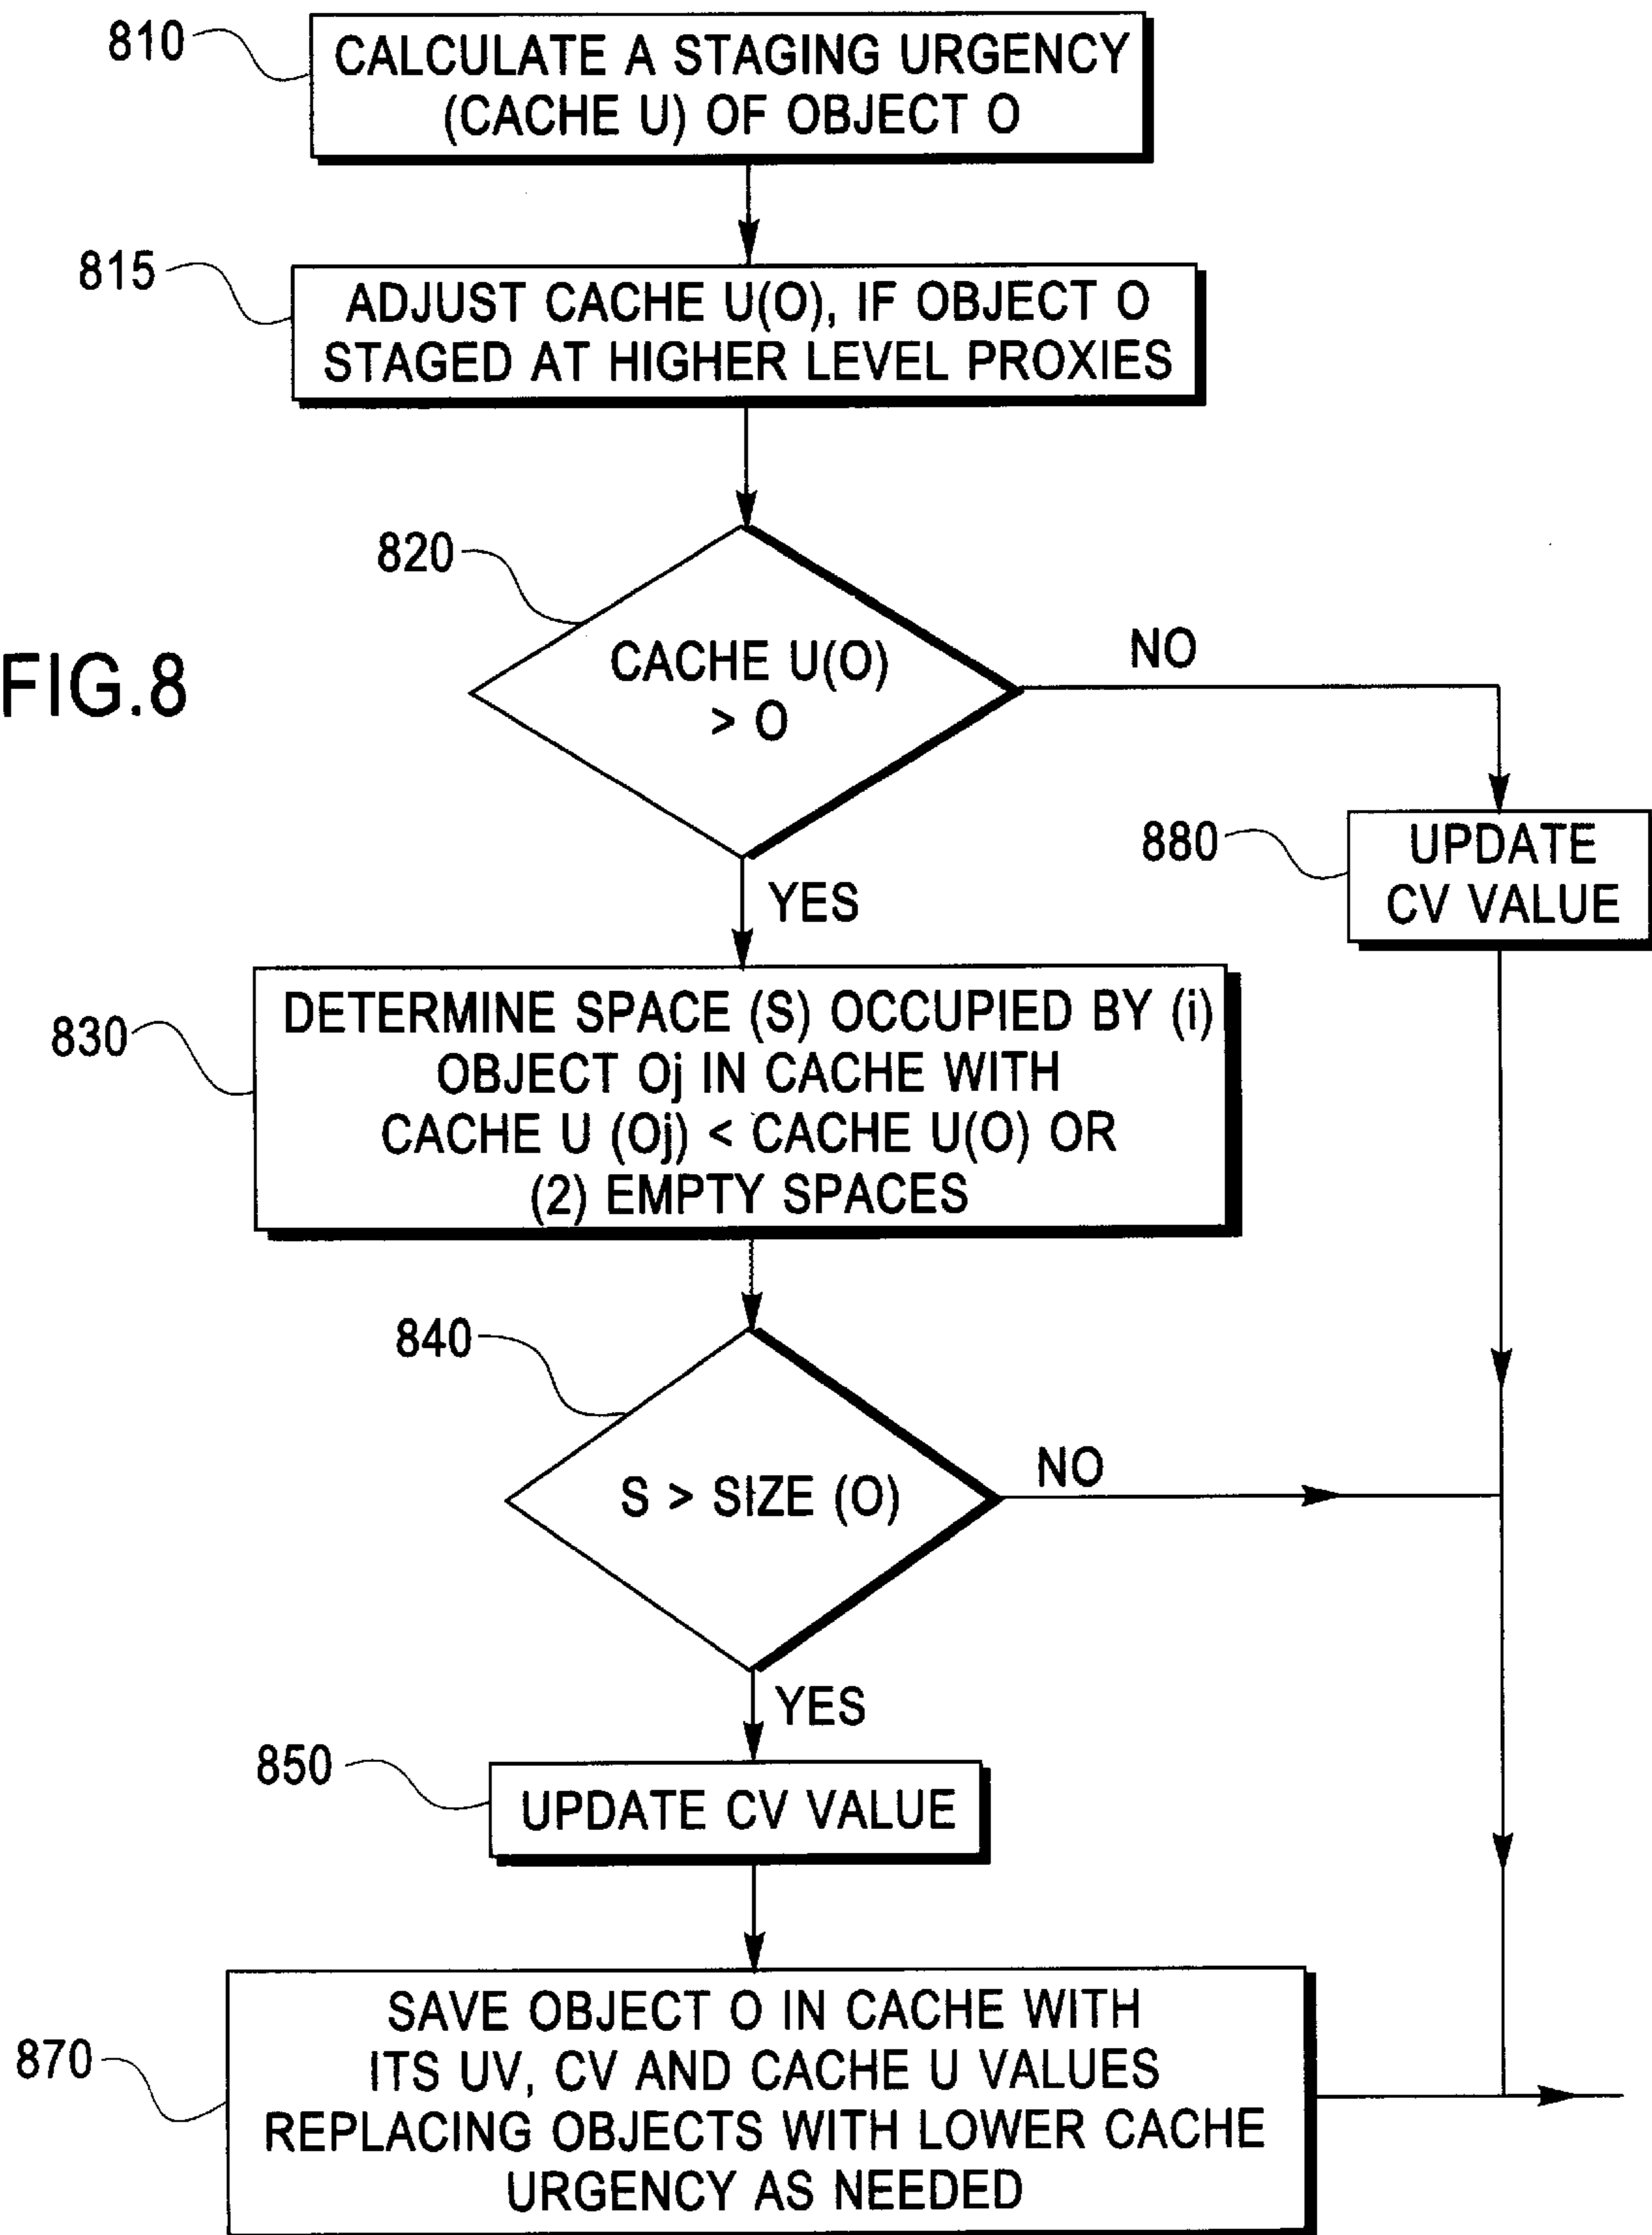 810
CALCULATE A STAGING URGENCY
(CACHE U) OF OBJECT O
815
ADJUST CACHE U(O), IF OBJECT O
STAGED AT HIGHER LEVEL PROXIES
820
CACHE U(O)
> O
NO
FIG.8
YES
880
UPDATE
CV VALUE
830
DETERMINE SPACE (S) OCCUPIED BY (i)
OBJECT Oj IN CACHE WITH
CACHE U (Oj) < CACHE U(O) OR
(2) EMPTY SPACES
840
S > SIZE (O)
NO
YES
850
UPDATE CV VALUE
870
SAVE OBJECT O IN CACHE WITH
ITS UV, CV AND CACHE U VALUES
REPLACING OBJECTS WITH LOWER CACHE
URGENCY AS NEEDED